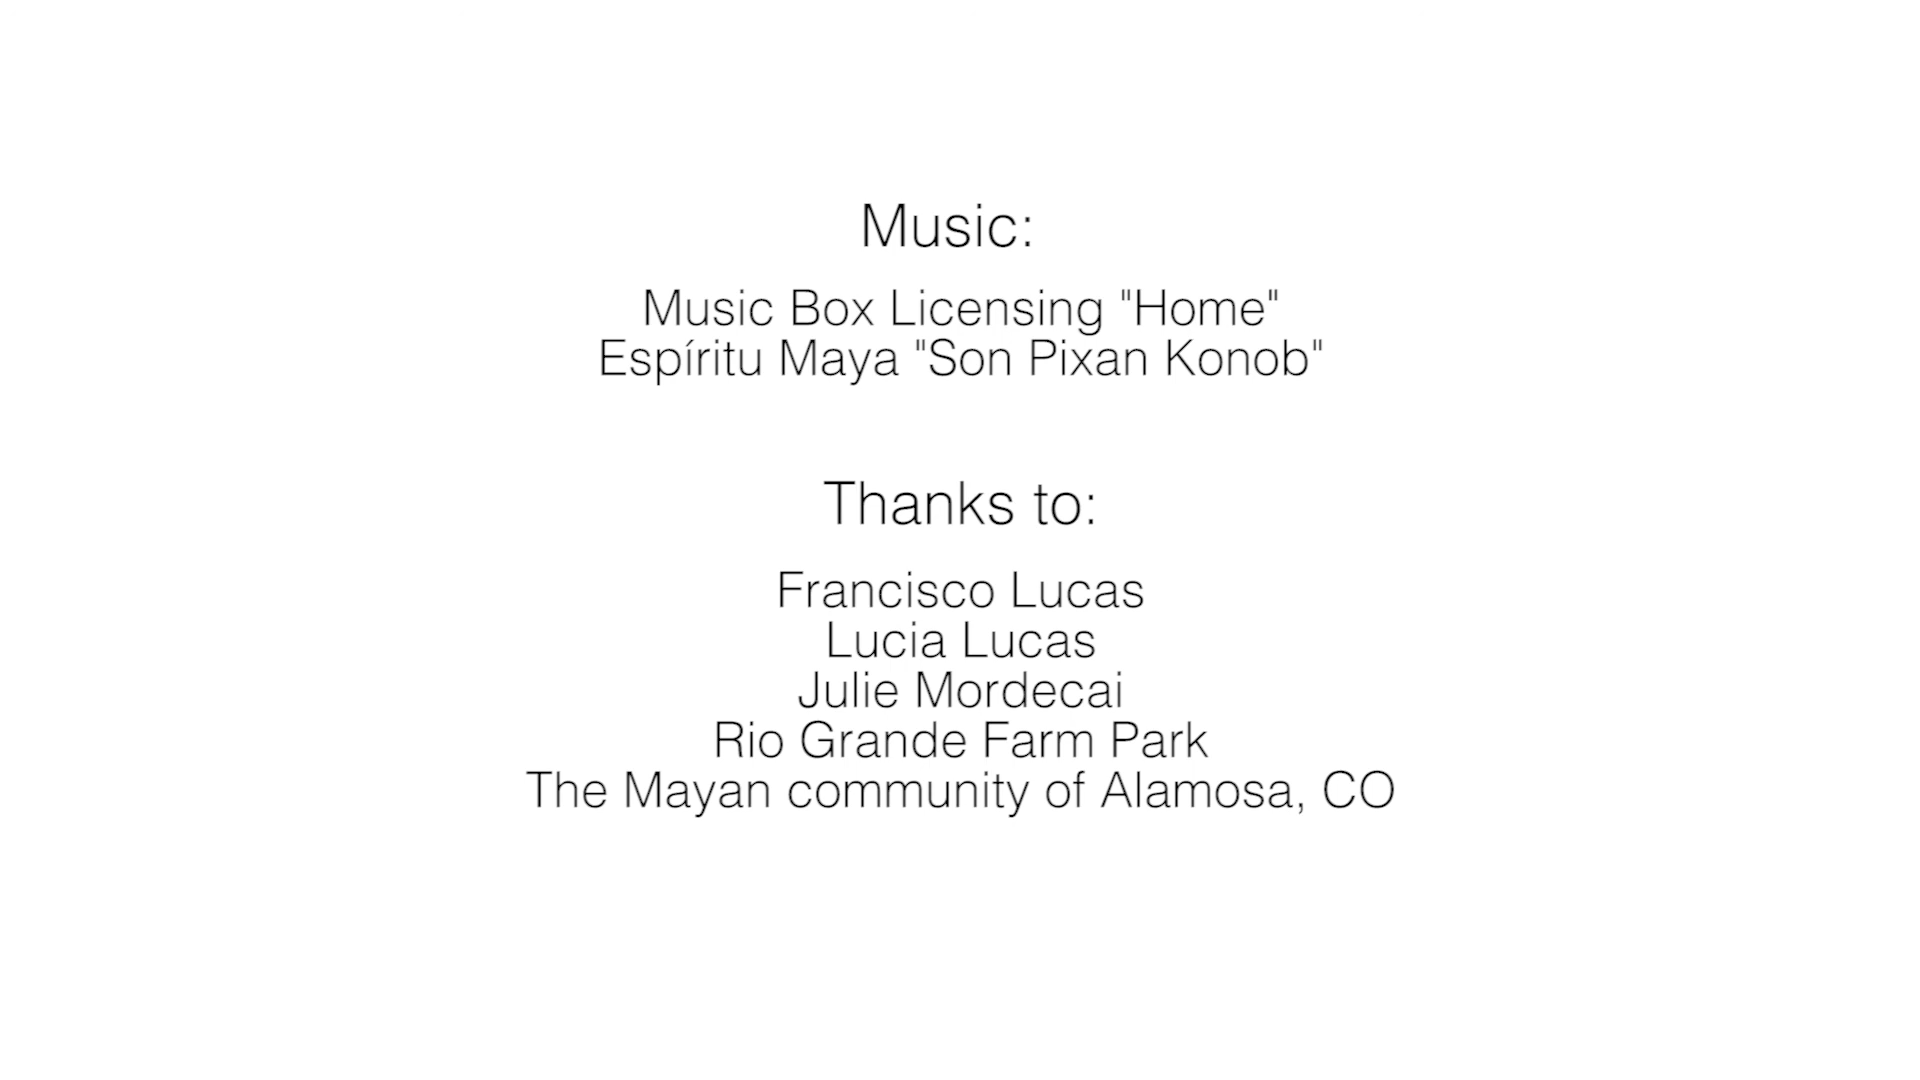 Music:
Music Box Licensing "Home"
Espíritu Maya "Son Pixan Konob"
Thanks to:
Francisco Lucas
Lucia Lucas
Julie Mordecai
Rio Grande Farm Park
The Mayan community of Alamosa, CO